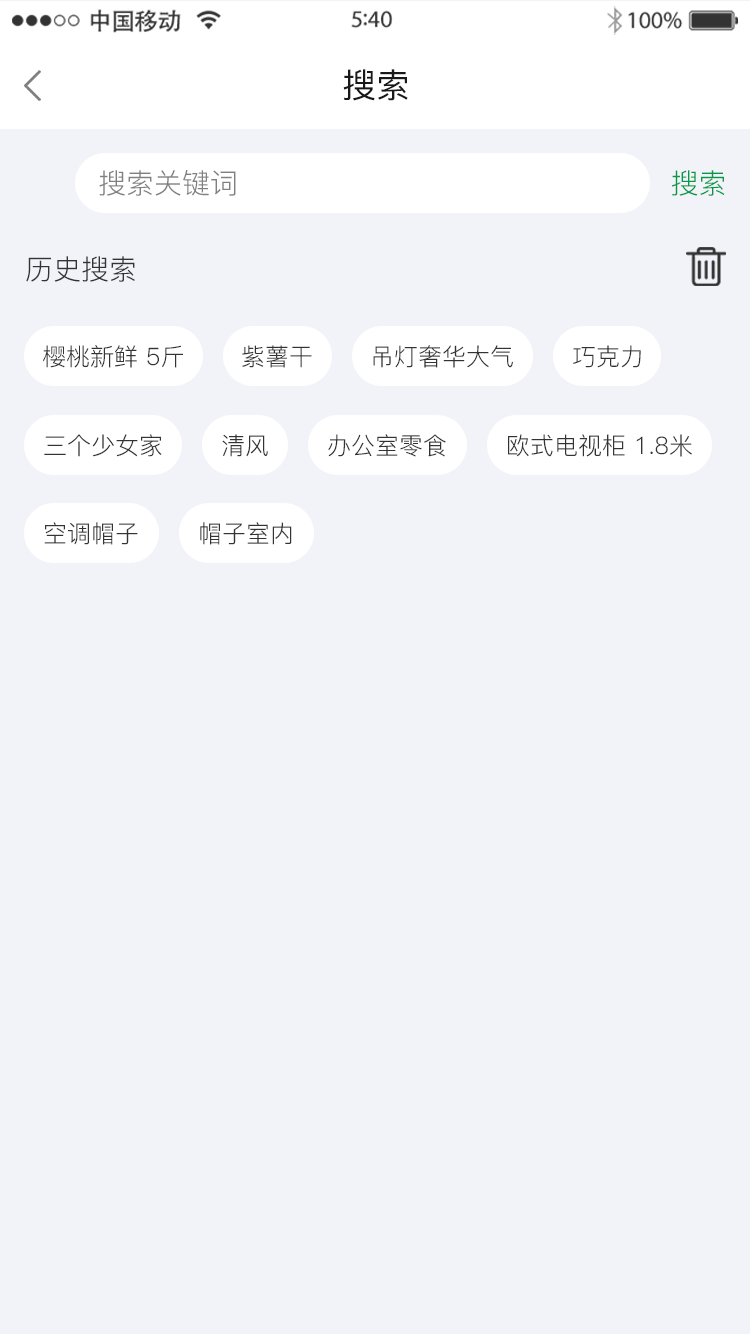 中国移动 5:40 100%
搜索
搜索关键词 搜索
历史搜索
樱桃新鲜 5斤 紫薯干 吊灯奢华大气 巧克力
三个少女家 清风 办公室零食 欧式电视柜 1.8米
空调帽子 帽子室内